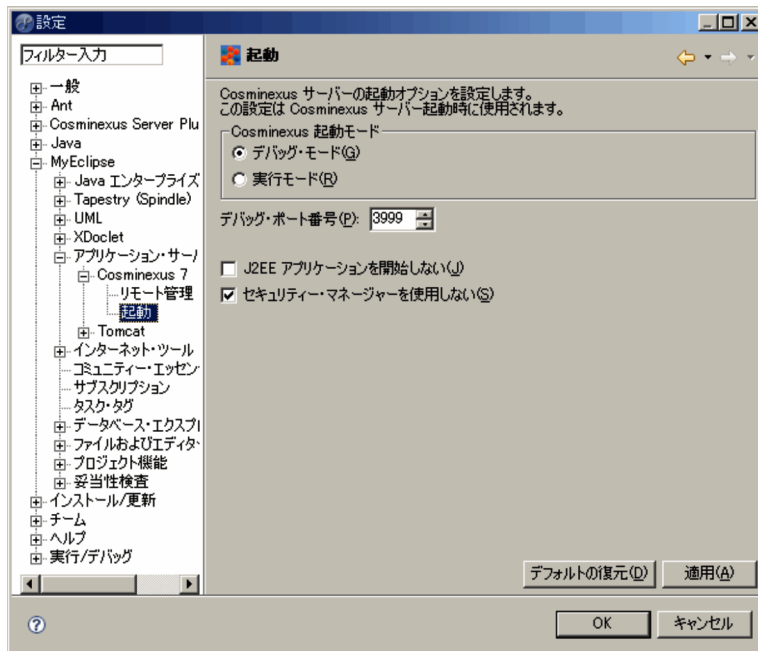 設定
フィルター入力
一般
Ant
Cosminexus Server Plu
Java
MyEclipse
Java エンタープライズ
Tapestry (Spindle)
UML
XDoclet
アプリケーション・サーバ
Cosminexus 7
リモート管理
起動
Tomcat
インターネット・ツール
コミュニティー・エッセン
サブスクリプション
タスク・タグ
データベース・エクスプロ
ファイルおよびエディター
プロジェクト機能
妥当性検査
インストール/更新
チーム
ヘルプ
実行/デバッグ
起動
Cosminexus サーバーの起動オプションを設定します。
この設定は Cosminexus サーバー起動時に使用されます。
Cosminexus 起動モード
デバッグ・モード(G)
実行モード(R)
デバッグ・ポート番号(P): 3999
J2EE アプリケーションを開始しない(J)
セキュリティー・マネージャーを使用しない(S)
デフォルトの復元(D)
適用(A)
OK
キャンセル